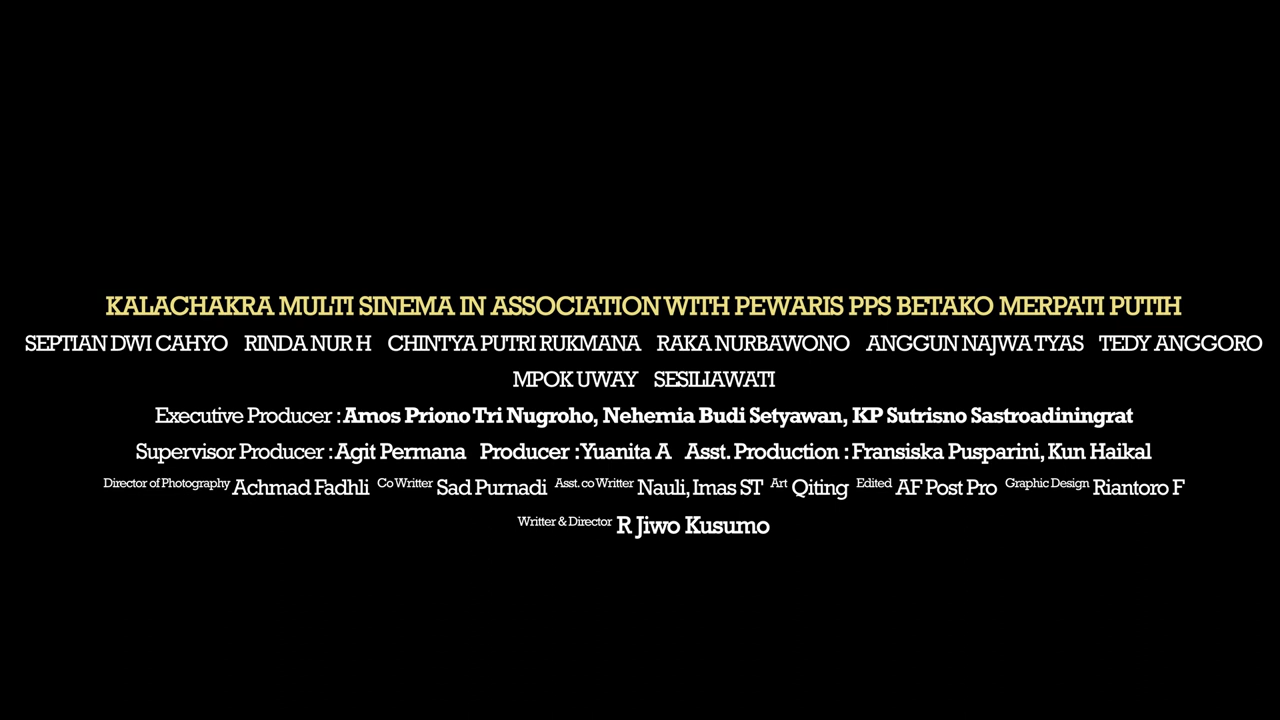 KALACHAKRA MULTI SINEMA IN ASSOCIATION WITH PEWARIS PPS BETAKO MERPATI PUTIH
SEPTIAN DWI CAHYO RINDA NUR H CHINTYA PUTRI RUKMANA RAKA NURBAWONO ANGGUN NAJWA TYAS TEDY ANGGORO
MPOK UWAY SESILIAWATI
Executive Producer : Amos Priono Tri Nugroho, Nehemia Budi Setyawan, KP Sutrisno Sastroadiningrat
Supervisor Producer : Agit Permana Producer : Yuanita A Asst. Production : Fransiska Pusparini, Kun Haikal
Director of Photography Achmad Fadhli Co Writter Sad Purnadi Asst. co Writter Nauli, Imas ST Art Qiting Edited AF Post Pro Graphic Design Riantoro F
Writter & Director R Jiwo Kusumo